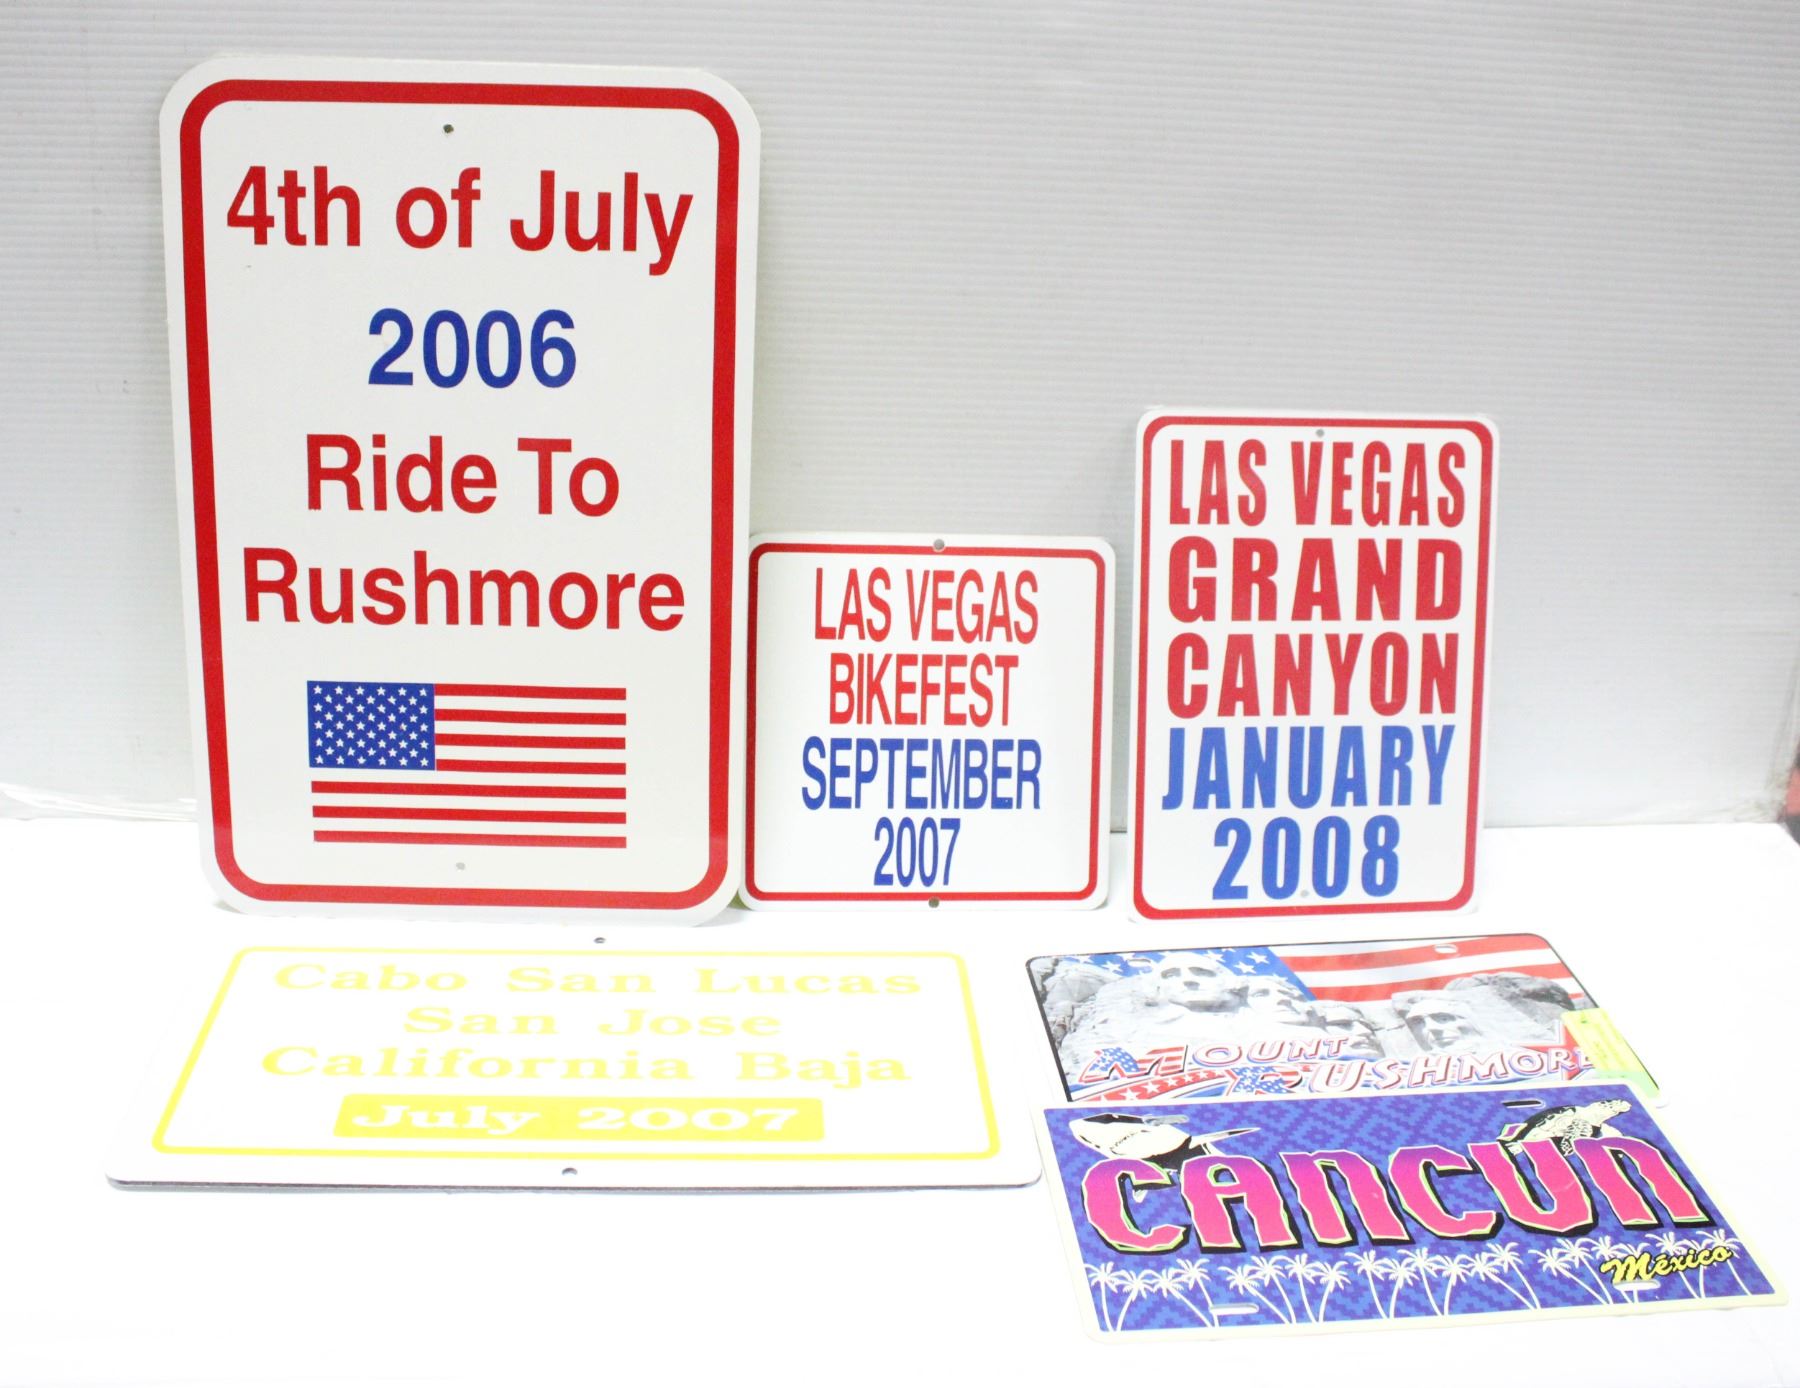 4th of July
2006
Ride To
Rushmore
LAS VEGAS
BIKEFEST
SEPTEMBER
2007
LAS VEGAS
GRAND
CANYON
JANUARY
2008
Cabo San Lucas
San Jose
California Baja
July 2007
MOUNT
RUSHMORE
CANCÚN
México